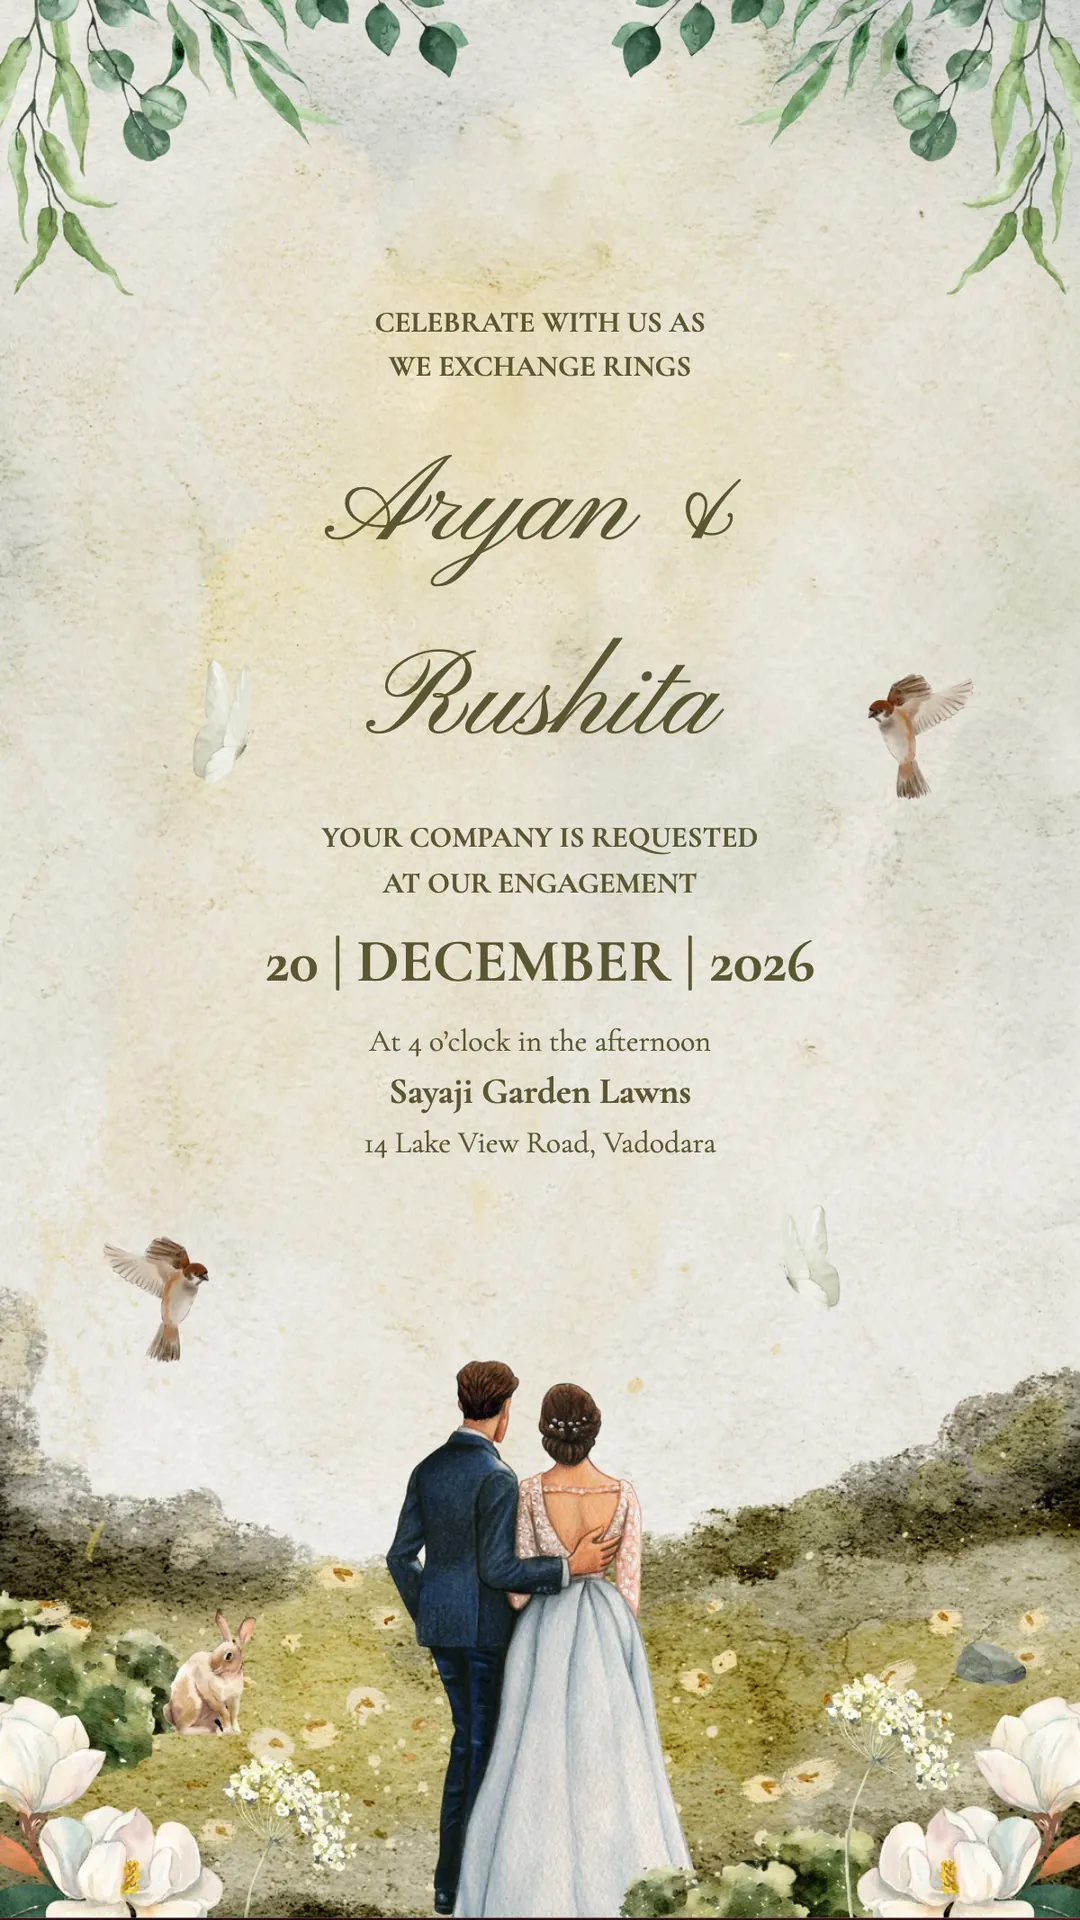 CELEBRATE WITH US AS
WE EXCHANGE RINGS
Aryan &
Rushita
YOUR COMPANY IS REQUESTED
AT OUR ENGAGEMENT
20 | DECEMBER | 2026
At 4 o’clock in the afternoon
Sayaji Garden Lawns
14 Lake View Road, Vadodara